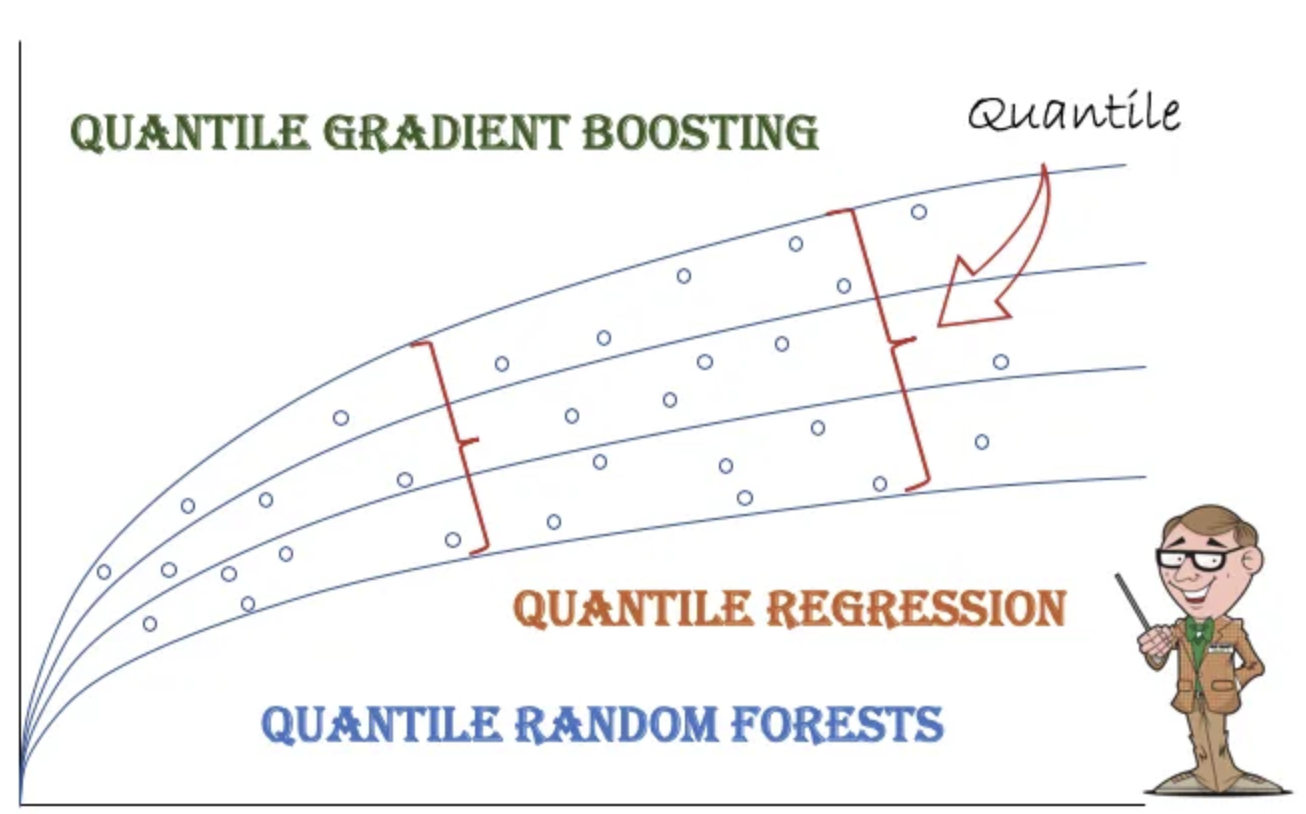 QUANTILE GRADIENT BOOSTING
Quantile
QUANTILE REGRESSION
QUANTILE RANDOM FORESTS